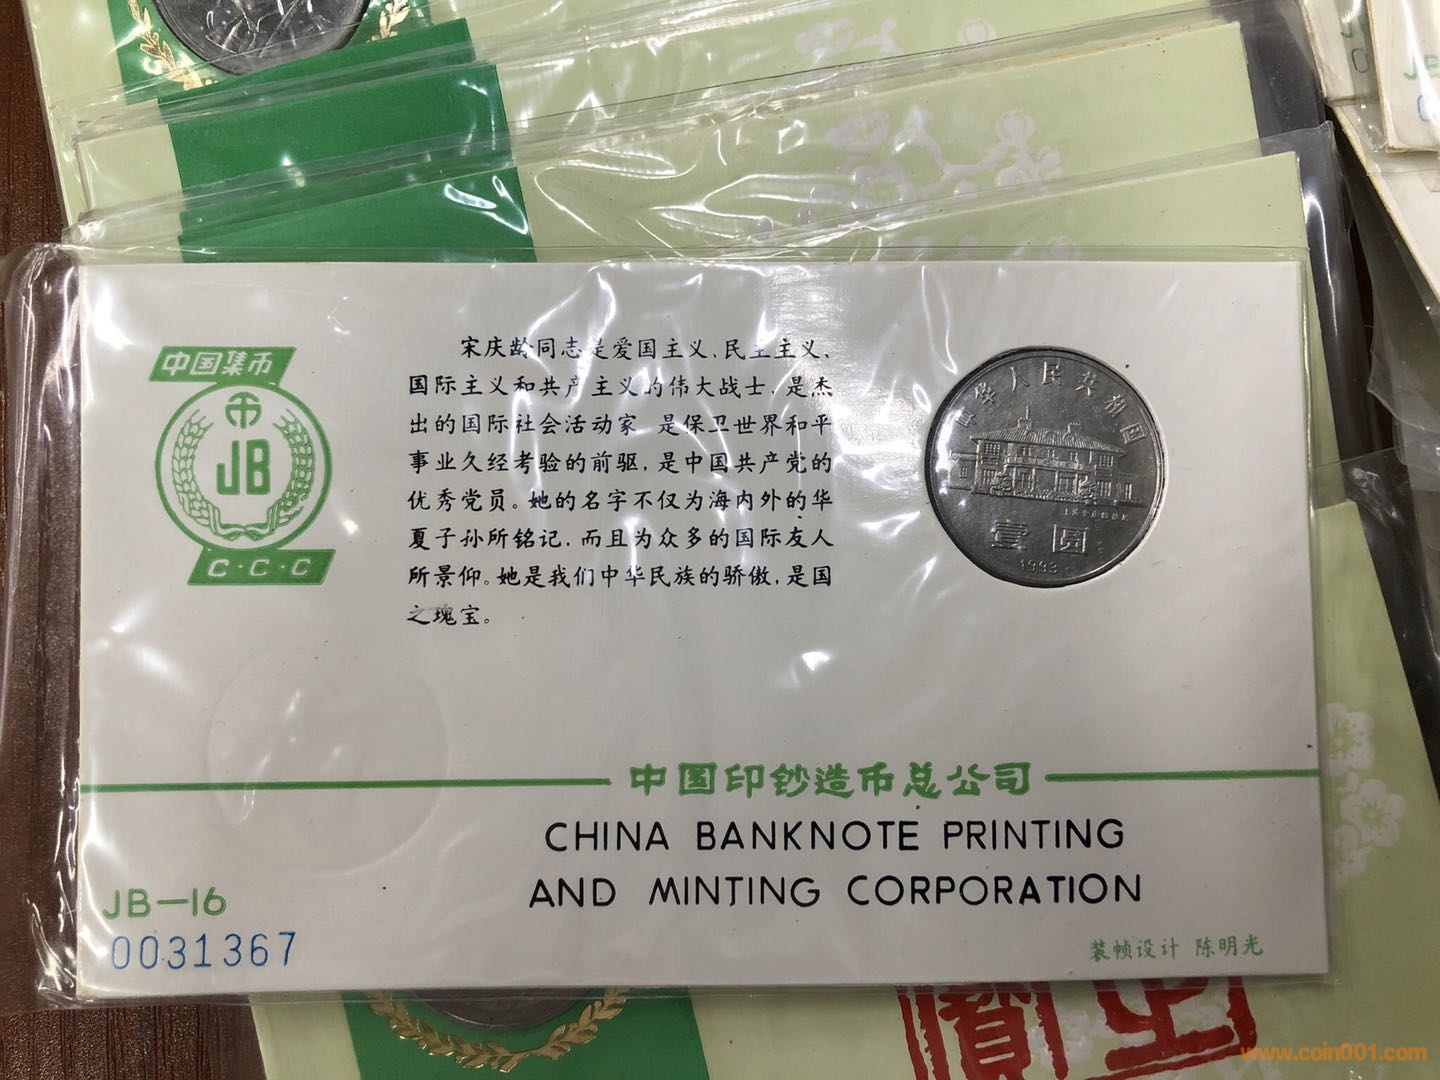 中国集币
币
JB
C·C·C
宋庆龄同志是爱国主义、民主主义、
国际主义和共产主义的伟大战士，是杰
出的国际社会活动家 是保卫世界和平
事业久经考验的前驱，是中国共产党的
优秀党员。她的名字不仅为海内外的华
夏子孙所铭记，而且为众多的国际友人
所景仰。她是我们中华民族的骄傲，是国
之瑰宝。
中华人民共和国
壹圆
1993
中国印钞造币总公司
CHINA BANKNOTE PRINTING
AND MINTING CORPORATION
JB—16
0031367
装帧设计 陈明光
www.coin001.com